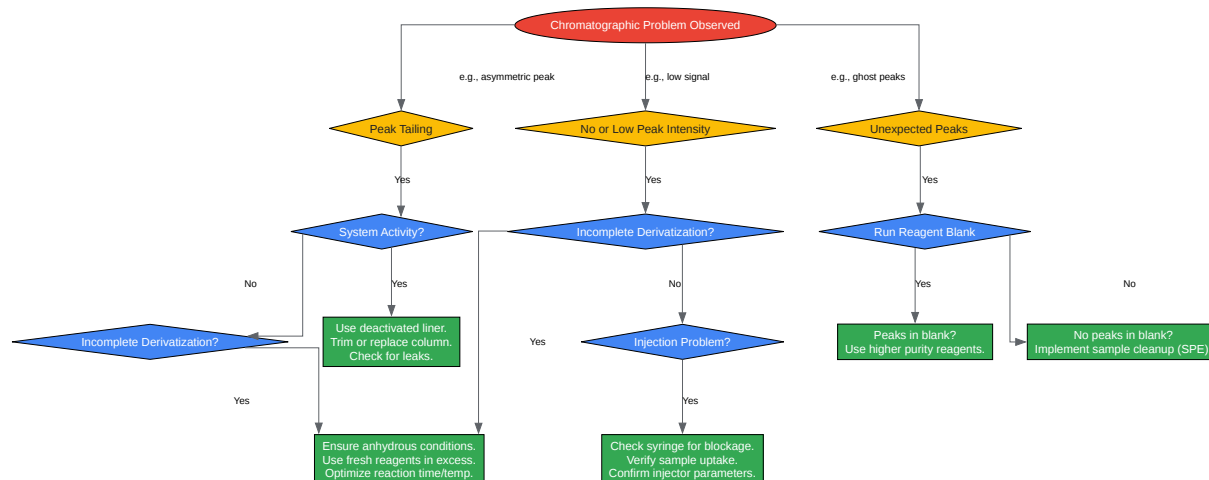 Chromatographic Problem Observed
e.g., asymmetric peak
e.g., low signal
e.g., ghost peaks
Peak Tailing
No or Low Peak Intensity
Unexpected Peaks
Yes
Yes
Yes
System Activity?
Incomplete Derivatization?
Run Reagent Blank
No
Yes
No
Yes
No
Use deactivated liner.
Trim or replace column.
Check for leaks.
Incomplete Derivatization?
Yes
Injection Problem?
Peaks in blank?
Use higher purity reagents.
No peaks in blank?
Implement sample cleanup (SPE)
Yes
Yes
Ensure anhydrous conditions.
Use fresh reagents in excess.
Optimize reaction time/temp.
Check syringe for blockage.
Verify sample uptake.
Confirm injector parameters.